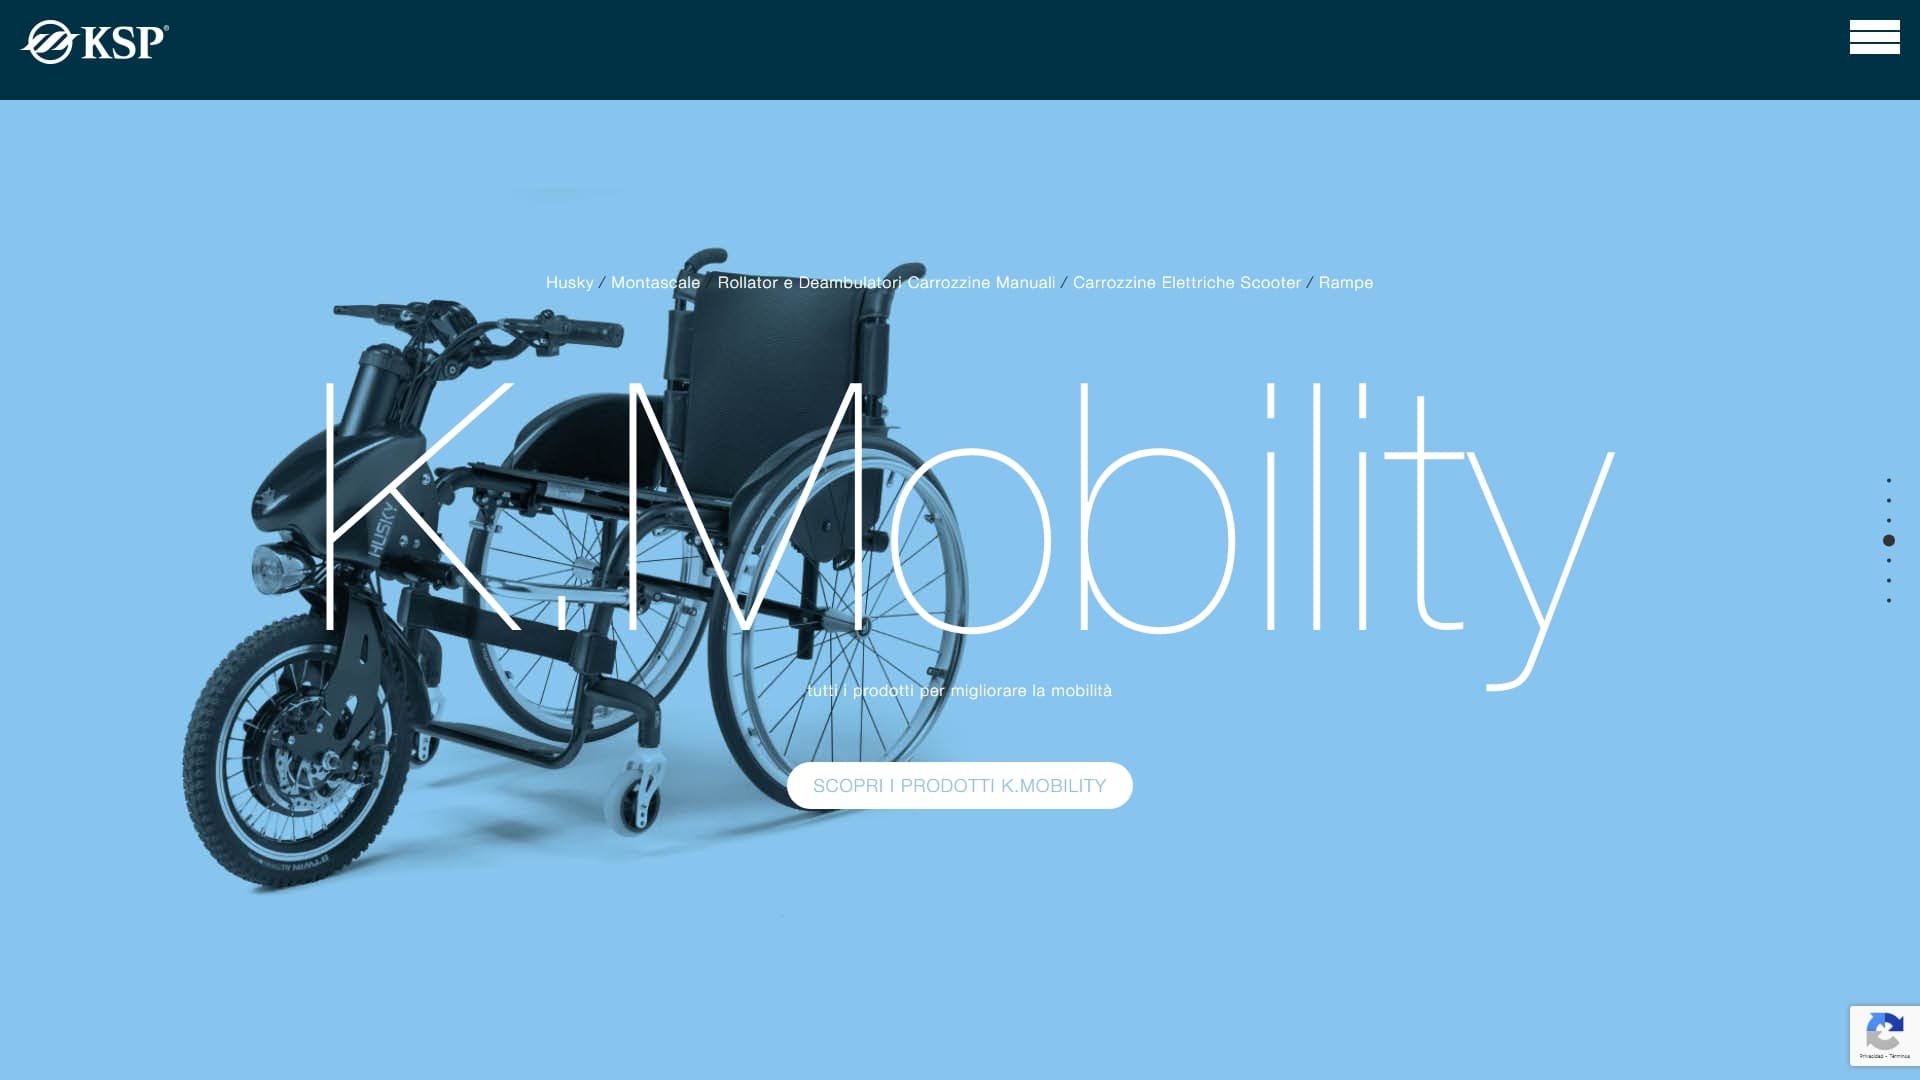 KSP®
Husky / Montascale / Rollator e Deambulatori Carrozzine Manuali / Carrozzine Elettriche Scooter / Rampe
K.Mobility
HUSKY
tutti i prodotti per migliorare la mobilità
SCOPRI I PRODOTTI K.MOBILITY
Privacidad - Términos